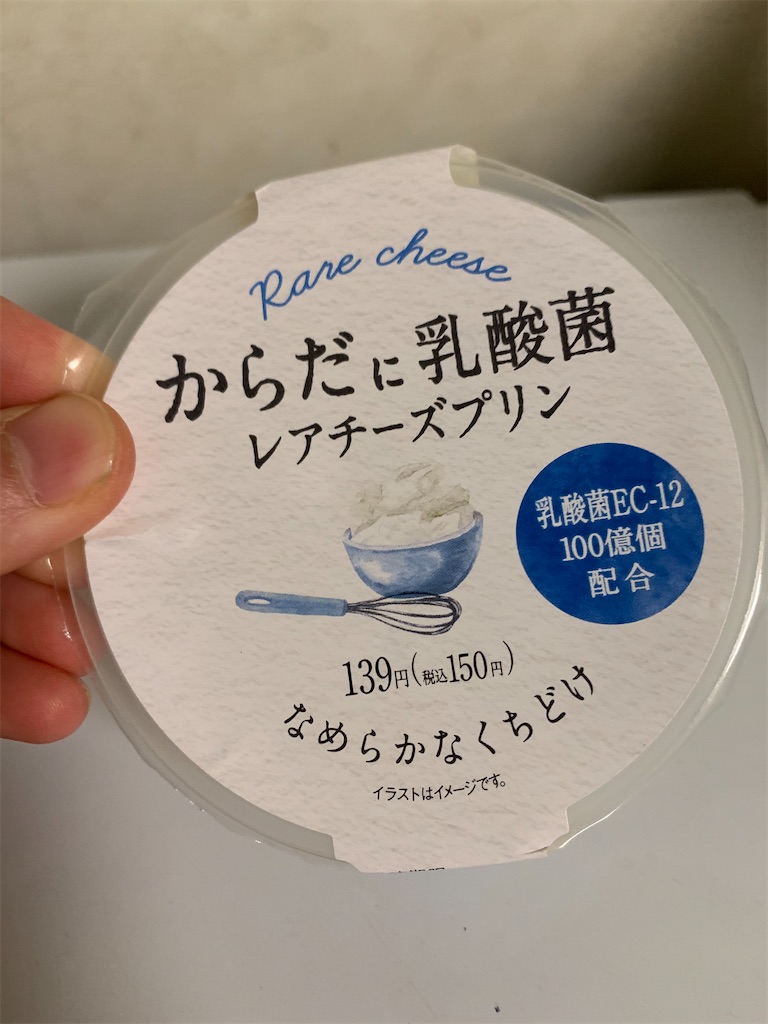 Rare cheese
からだに乳酸菌
レアチーズプリン
乳酸菌EC-12
100億個
配合
139円(税込150円)
なめらかなくちどけ
イラストはイメージです。